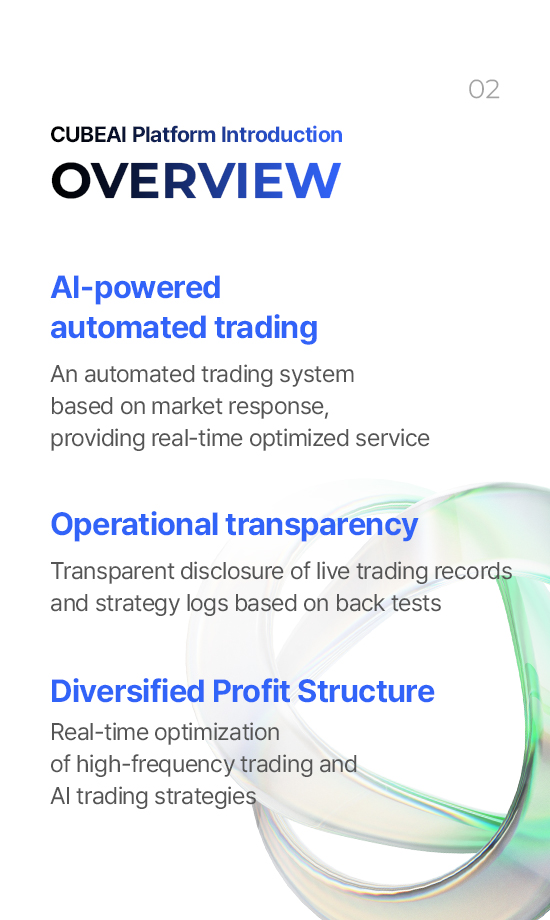 02
CUBEAI Platform Introduction
OVERVIEW
AI-powered
automated trading
An automated trading system
based on market response,
providing real-time optimized service
Operational transparency
Transparent disclosure of live trading records
and strategy logs based on back tests
Diversified Profit Structure
Real-time optimization
of high-frequency trading and
AI trading strategies